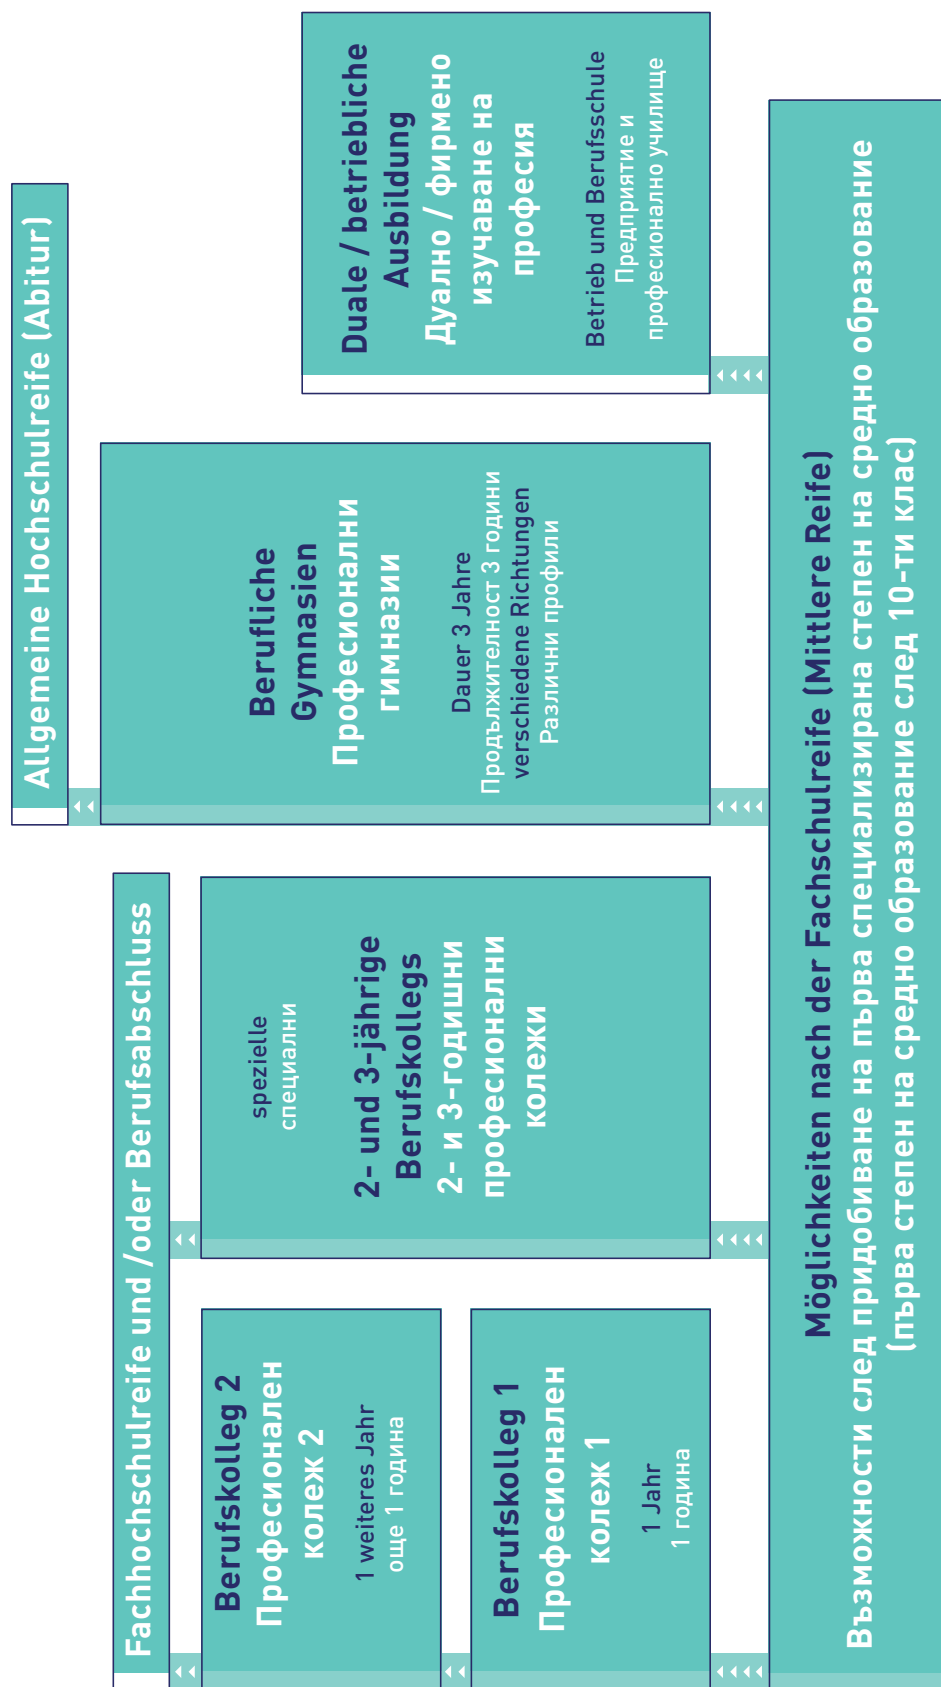 Allgemeine Hochschulreife (Abitur)
Fachhochschulreife und /oder Berufsabschluss
Berufskolleg 2
Професионален
колеж 2
1 weiteres Jahr
още 1 година
Berufskolleg 1
Професионален
колеж 1
1 Jahr
1 година
spezielle
специални
2- und 3-jährige
Berufskollegs
2- и 3-годишни
професионални
колежи
Berufliche
Gymnasien
Професионални
гимназии
Dauer 3 Jahre
Продължителност 3 години
verschiedene Richtungen
Различни профили
Duale / betriebliche
Ausbildung
Дуално / фирмено
изучаване на
професия
Betrieb und Berufsschule
Предприятие и
професионално училище
Möglichkeiten nach der Fachschulreife (Mittlere Reife)
Възможности след придобиване на първа специализирана степен на средно образование
(първа степен на средно образование след 10-ти клас)